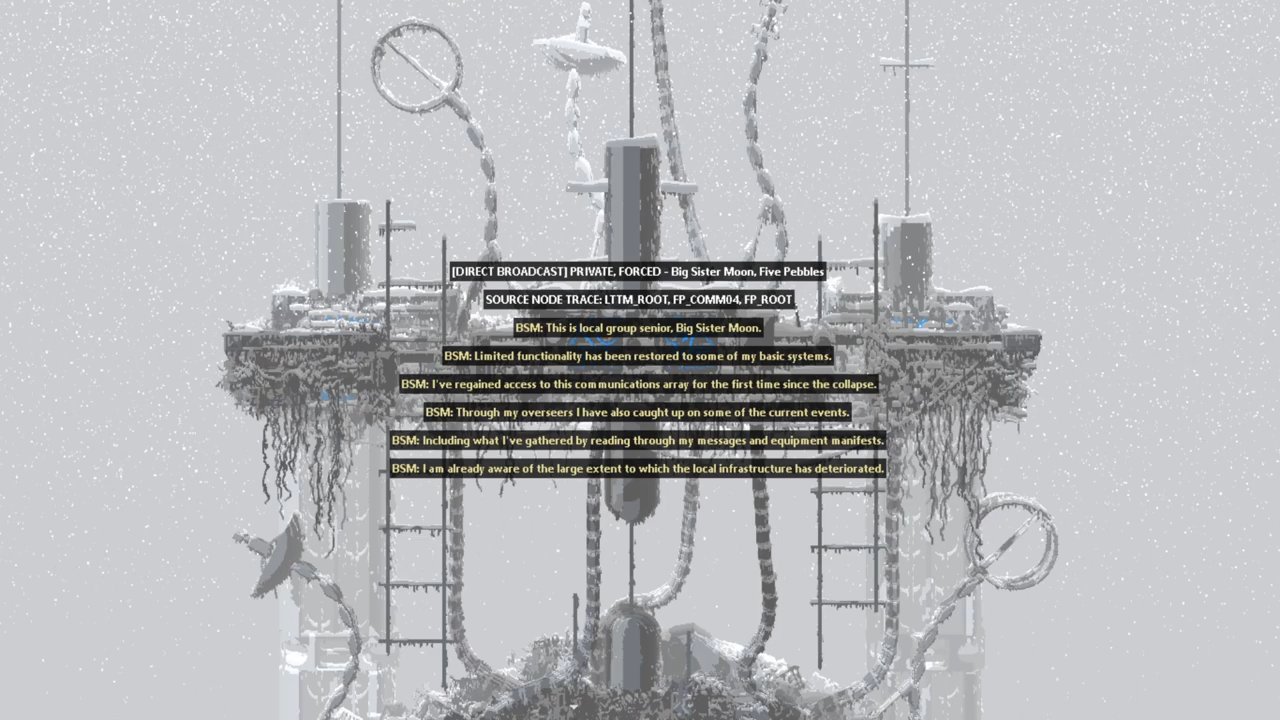 [DIRECT BROADCAST] PRIVATE, FORCED - Big Sister Moon, Five Pebbles
SOURCE NODE TRACE: LTTM_ROOT, FP_COMM04, FP_ROOT
BSM: This is local group senior, Big Sister Moon.
BSM: Limited functionality has been restored to some of my basic systems.
BSM: I've regained access to this communications array for the first time since the collapse.
BSM: Through my overseers I have also caught up on some of the current events.
BSM: Including what I've gathered by reading through my messages and equipment manifests.
BSM: I am already aware of the large extent to which the local infrastructure has deteriorated.